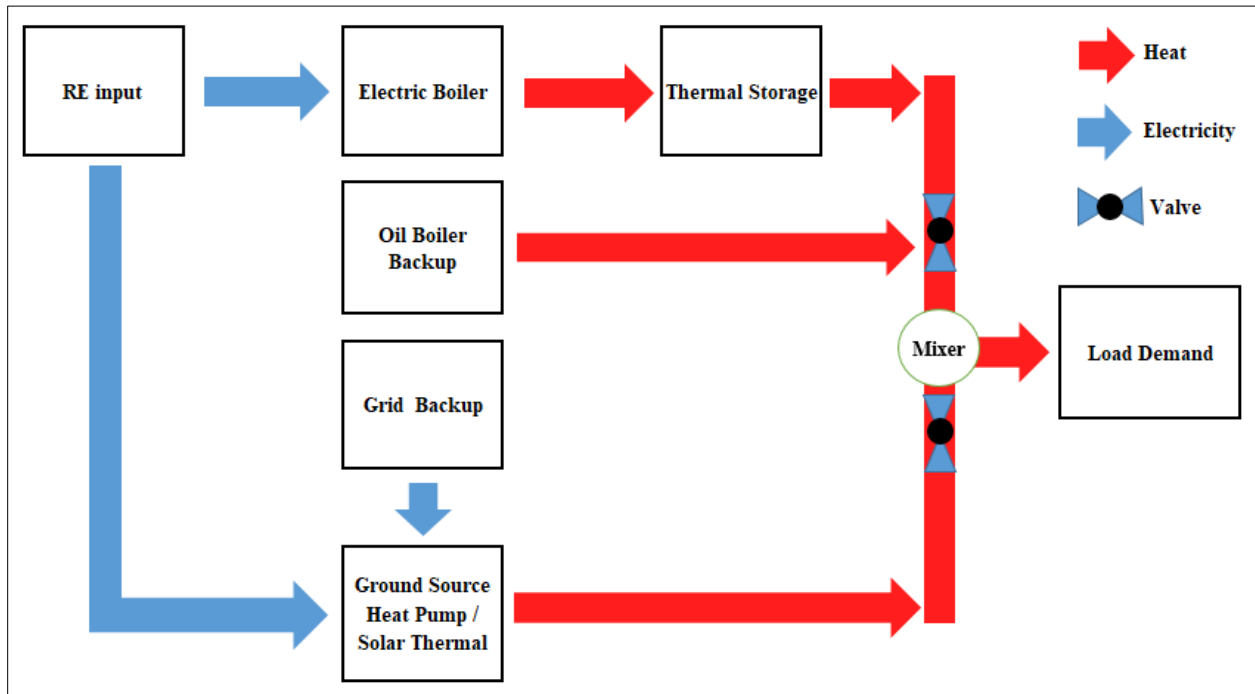 RE input
Electric Boiler
Thermal Storage
Heat
Electricity
Valve
Oil Boiler
Backup
Mixer
Load Demand
Grid Backup
Ground Source
Heat Pump /
Solar Thermal